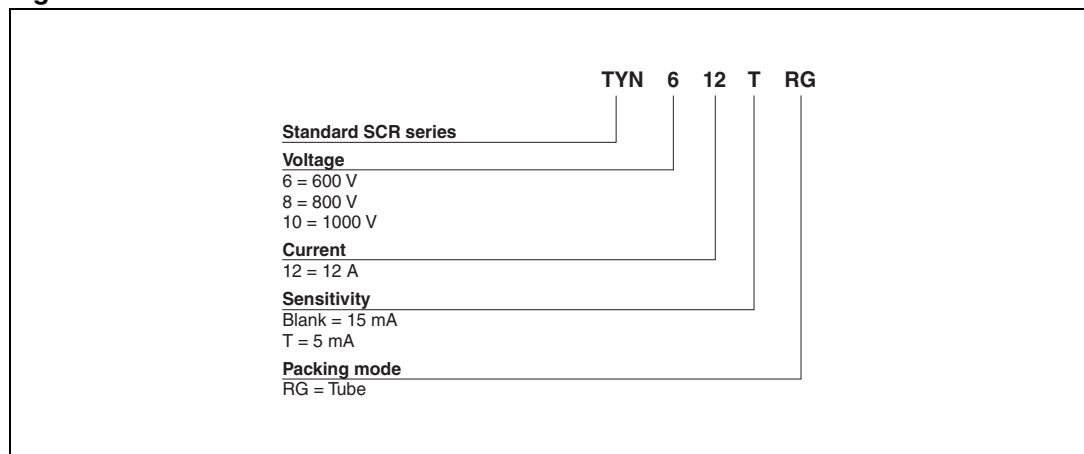 TYN 6 12 T RG
Standard SCR series
Voltage
6 = 600 V
8 = 800 V
10 = 1000 V
Current
12 = 12 A
Sensitivity
Blank = 15 mA
T = 5 mA
Packing mode
RG = Tube